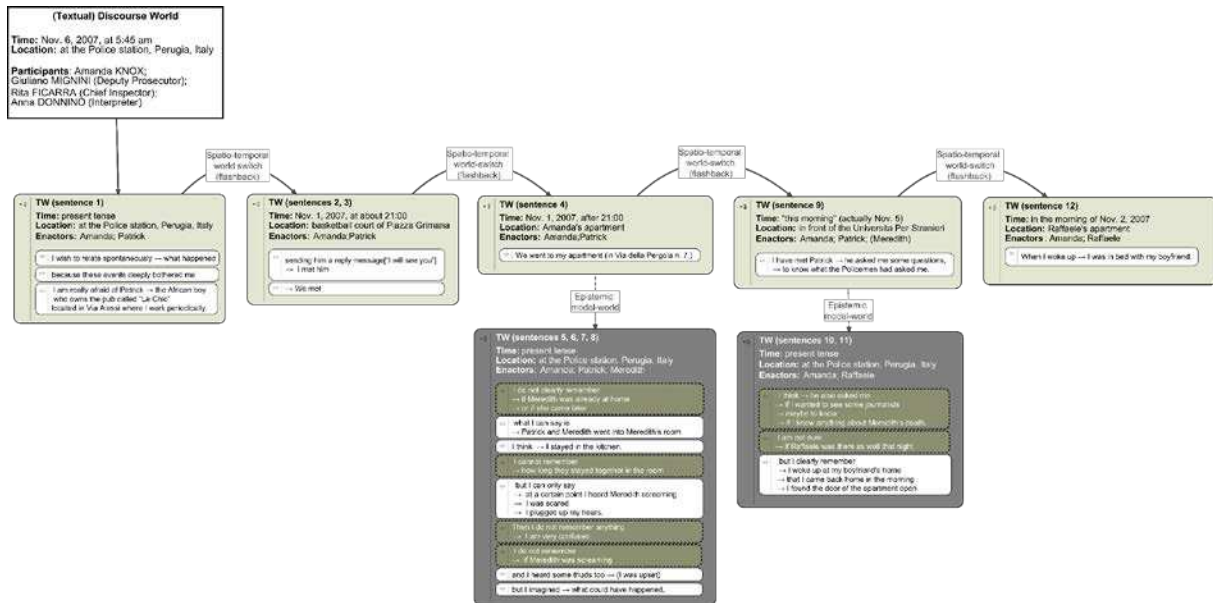 (Textual) Discourse World
Time: Nov. 6, 2007, at 5:45 am
Location: at the Police station, Perugia, Italy
Participants: Amanda KNOX;
Giuliano MIGNINI (Deputy Prosecutor);
Rita FICARRA (Chief Inspector);
Anna DONNINO (Interpreter)
Spatio-temporal
world-switch
(flashback)
Spatio-temporal
world-switch
(flashback)
Spatio-temporal
world-switch
(flashback)
Spatio-temporal
world-switch
(flashback)
TW (sentence 1)
Time: present tense
Location: at the Police station, Perugia, Italy
Enactors: Amanda; Patrick
I wish to relate spontaneously → what happened
because these events deeply bothered me
I am really afraid of Patrick → the African boy
who owns the pub called "Le Chic"
located in Via Alessi where I work periodically.
TW (sentences 2, 3)
Time: Nov. 1, 2007, at about 21:00
Location: basketball court of Piazza Grimana
Enactors: Amanda;Patrick
sending him a reply message["I will see you"]
→ I met him
→ We met
TW (sentence 4)
Time: Nov. 1, 2007, after 21:00
Location: Amanda's apartment
Enactors: Amanda;Patrick
We went to my apartment (in Via della Pergola n. 7.)
TW (sentence 9)
Time: "this morning" (actually Nov. 5)
Location: in front of the Universita Per Stranieri
Enactors: Amanda; Patrick; (Meredith)
I have met Patrick → he asked me some questions,
→ to know what the Policemen had asked me.
TW (sentence 12)
Time: in the morning of Nov. 2, 2007
Location: Raffaele's apartment
Enactors: Amanda; Raffaele
When I woke up → I was in bed with my boyfriend.
Epistemic
modal-world
TW (sentences 5, 6, 7, 8)
Time: present tense
Location: at the Police station, Perugia, Italy
Enactors: Amanda; Patrick; Meredith
I do not clearly remember
→ if Meredith was already at home
→ or if she came later
what I can say is
→ Patrick and Meredith went into Meredith's room
I think → I stayed in the kitchen.
I cannot remember
→ how long they stayed together in the room
but I can only say
→ at a certain point I heard Meredith screaming
→ I was scared
→ I plugged up my hears.
Then I do not remember anything
→ I am very confused
I do not remember
→ if Meredith was screaming
and I heard some thuds too → (I was upset)
but I imagined → what could have happened.
Epistemic
modal-world
TW (sentences 10, 11)
Time: present tense
Location: at the Police station, Perugia, Italy
Enactors: Amanda; Raffaele
I think → he also asked me
→ if I wanted to see some journalists
→ maybe to know
→ if I knew anything about Meredith's death
I am not sure
→ if Raffaele was there as well that night
but I clearly remember
→ I woke up at my boyfriend's home
→ that I came back home in the morning
→ I found the door of the apartment open